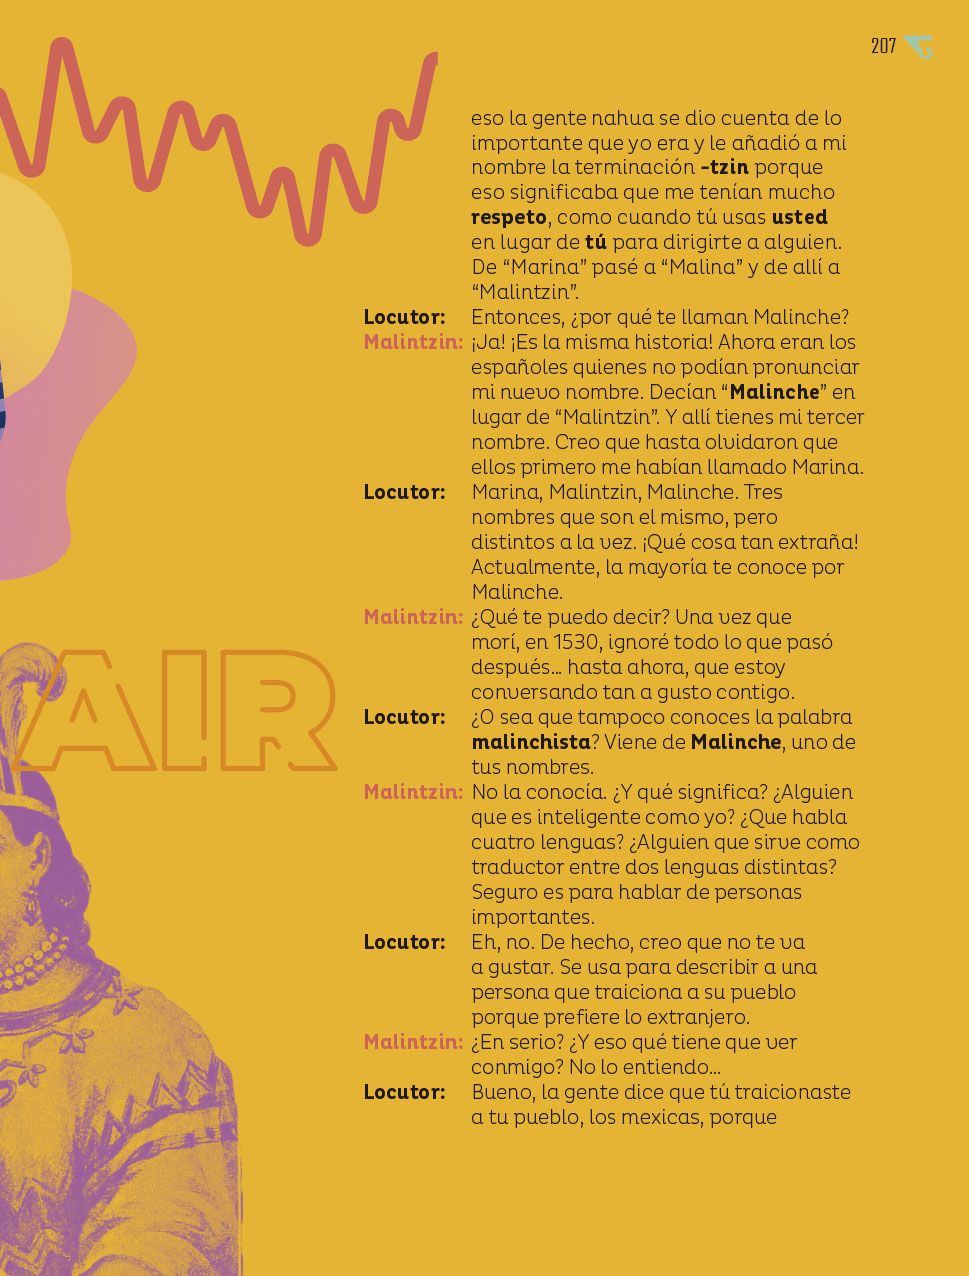 207
eso la gente nahua se dio cuenta de lo
importante que yo era y le añadió a mi
nombre la terminación -tzin porque
eso significaba que me tenían mucho
respeto, como cuando tú usas usted
en lugar de tú para dirigirte a alguien.
De “Marina” pasé a “Malina” y de allí a
“Malintzin”.
Locutor: Entonces, ¿por qué te llaman Malinche?
Malintzin: ¡Ja! ¡Es la misma historia! Ahora eran los
españoles quienes no podían pronunciar
mi nuevo nombre. Decían “Malinche” en
lugar de “Malintzin”. Y allí tienes mi tercer
nombre. Creo que hasta olvidaron que
ellos primero me habían llamado Marina.
Locutor: Marina, Malintzin, Malinche. Tres
nombres que son el mismo, pero
distintos a la vez. ¡Qué cosa tan extraña!
Actualmente, la mayoría te conoce por
Malinche.
Malintzin: ¿Qué te puedo decir? Una vez que
morí, en 1530, ignoré todo lo que pasó
después... hasta ahora, que estoy
conversando tan a gusto contigo.
Locutor: ¿O sea que tampoco conoces la palabra
malinchista? Viene de Malinche, uno de
tus nombres.
Malintzin: No la conocía. ¿Y qué significa? ¿Alguien
que es inteligente como yo? ¿Que habla
cuatro lenguas? ¿Alguien que sirve como
traductor entre dos lenguas distintas?
Seguro es para hablar de personas
importantes.
Locutor: Eh, no. De hecho, creo que no te va
a gustar. Se usa para describir a una
persona que traiciona a su pueblo
porque prefiere lo extranjero.
Malintzin: ¿En serio? ¿Y eso qué tiene que ver
conmigo? No lo entiendo...
Locutor: Bueno, la gente dice que tú traicionaste
a tu pueblo, los mexicas, porque
AIR